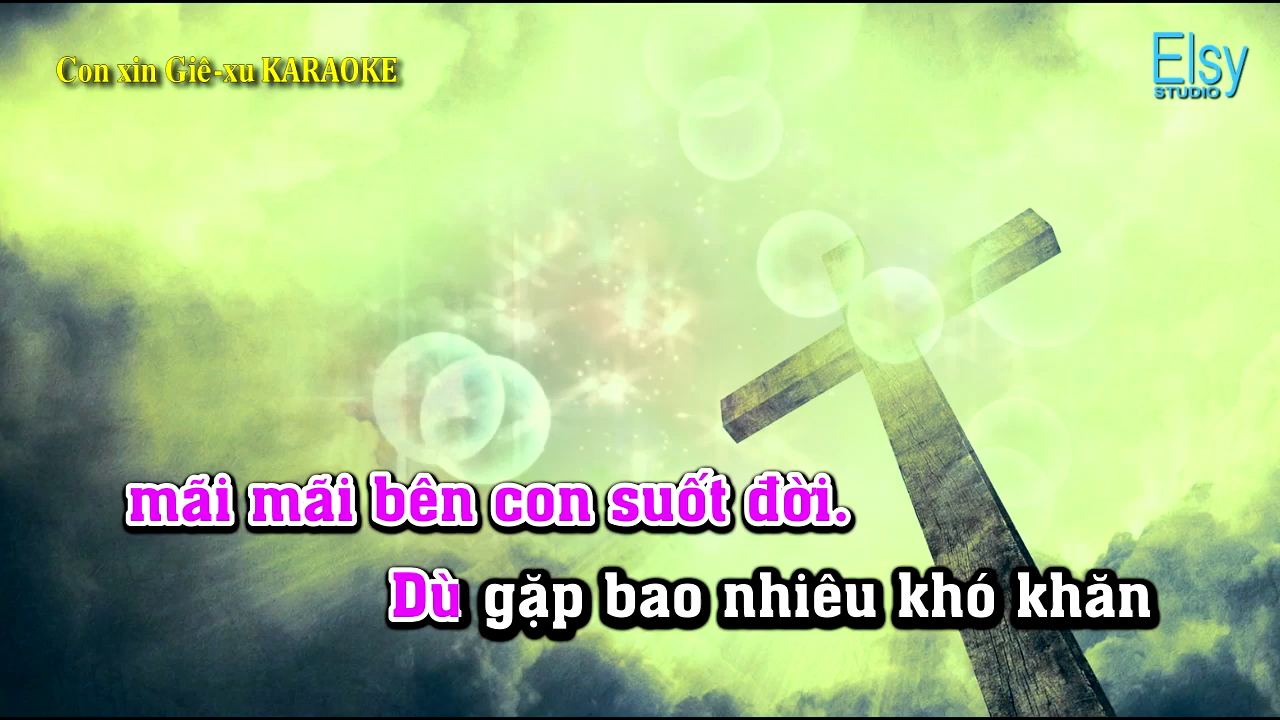 Con xin Giê-xu KARAOKE
Elsy
STUDIO
mãi mãi bên con suốt đời.
Dù gặp bao nhiêu khó khăn